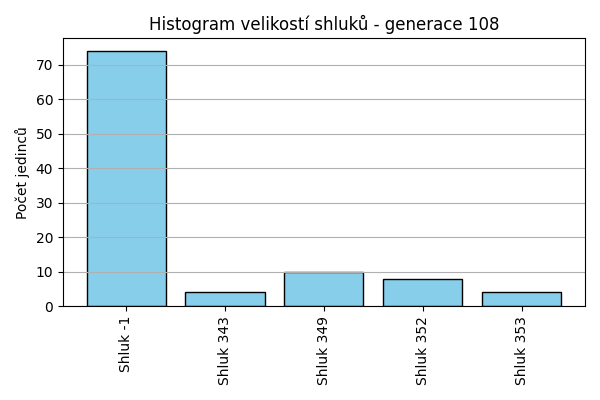 Histogram velikostí shluků - generace 108
Počet jedinců
70
60
50
40
30
20
10
0
Shluk -1
Shluk 343
Shluk 349
Shluk 352
Shluk 353